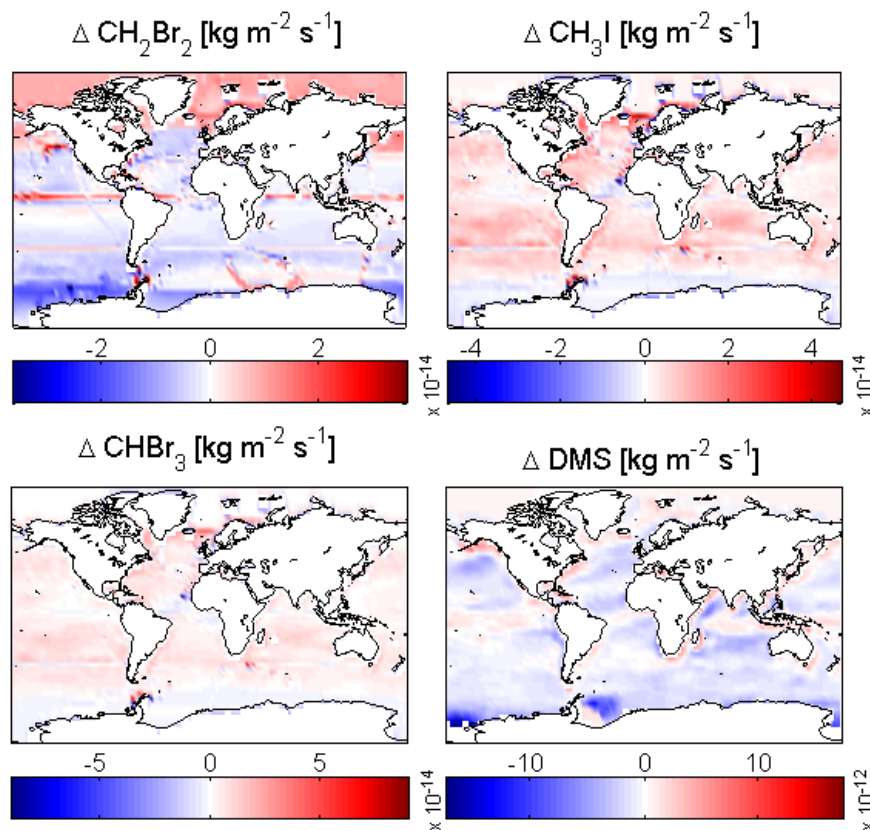 Δ CH₂Br₂ [kg m⁻² s⁻¹]
Δ CH₃I [kg m⁻² s⁻¹]
-2 0 2
x 10⁻¹⁴
-4 -2 0 2 4
x 10⁻¹⁴
Δ CHBr₃ [kg m⁻² s⁻¹]
Δ DMS [kg m⁻² s⁻¹]
-5 0 5
x 10⁻¹⁴
-10 0 10
x 10⁻¹²